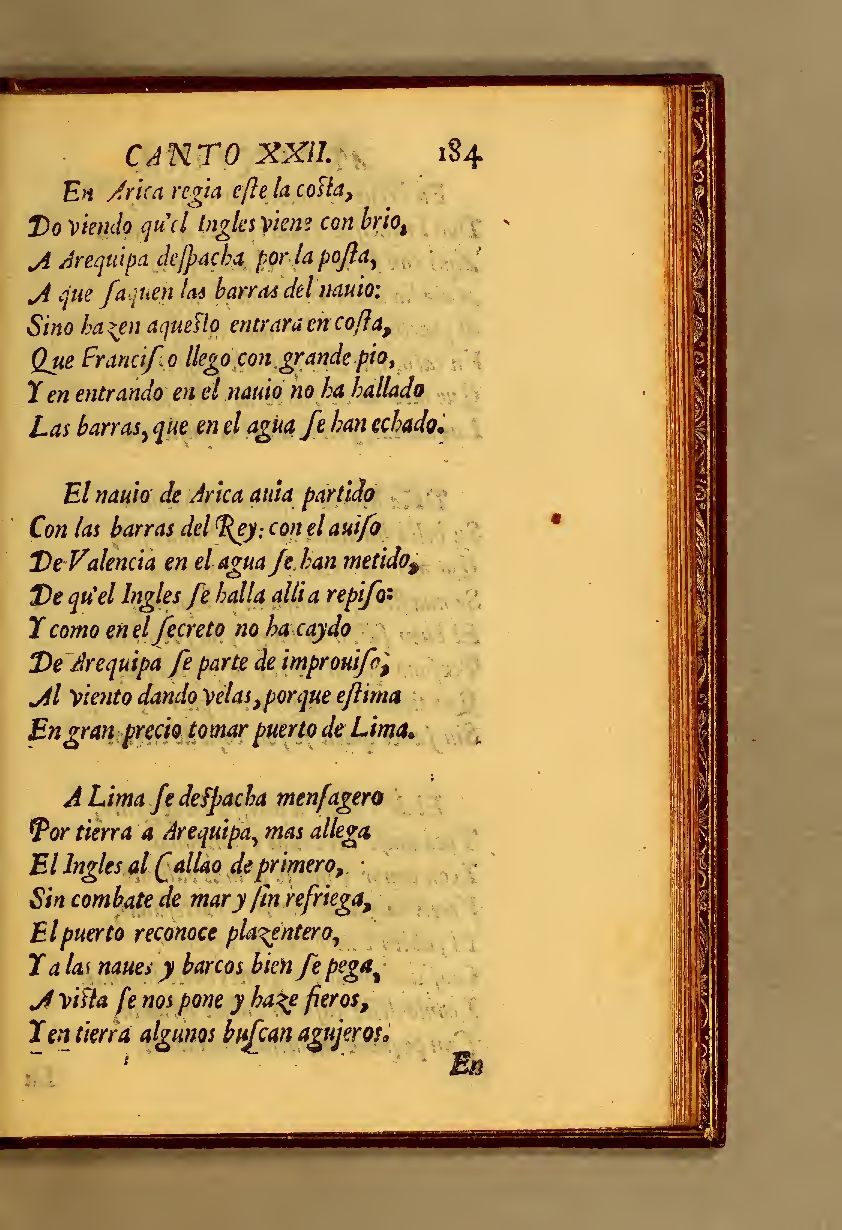 CANTO XXII. 184
En Arica regia eſte la coſta,
Do viendo qu'el Ingles viene con brio,
A Arequipa deſpacha por la poſta,
A que ſaquen las barras del nauio:
Sino hazen aqueſto entrara en coſta,
Que Franciſco llego con grande pio,
Y en entrando en el nauio no ha hallado
Las barras, que en el agua ſe han echado.
El nauio de Arica auia partido
Con las barras del Rey: con el auiſo
De Valencia en el agua ſe han metido,
De qu'el Ingles ſe halla alli a repiſo:
Y como en el ſecreto no ha caydo
De Arequipa ſe parte de improuiſo,
Al viento dando velas, porque eſtima
En gran precio tomar puerto de Lima.
A Lima ſe deſpacha menſagero
Por tierra a Arequipa, mas allega
El Ingles al Callao de primero,
Sin combate de mar y ſin refriega,
El puerto reconoce plazentero,
Y a las naues y barcos bien ſe pega,
A viſta ſe nos pone y haze fieros,
Y en tierra algunos buſcan agujeros.
En